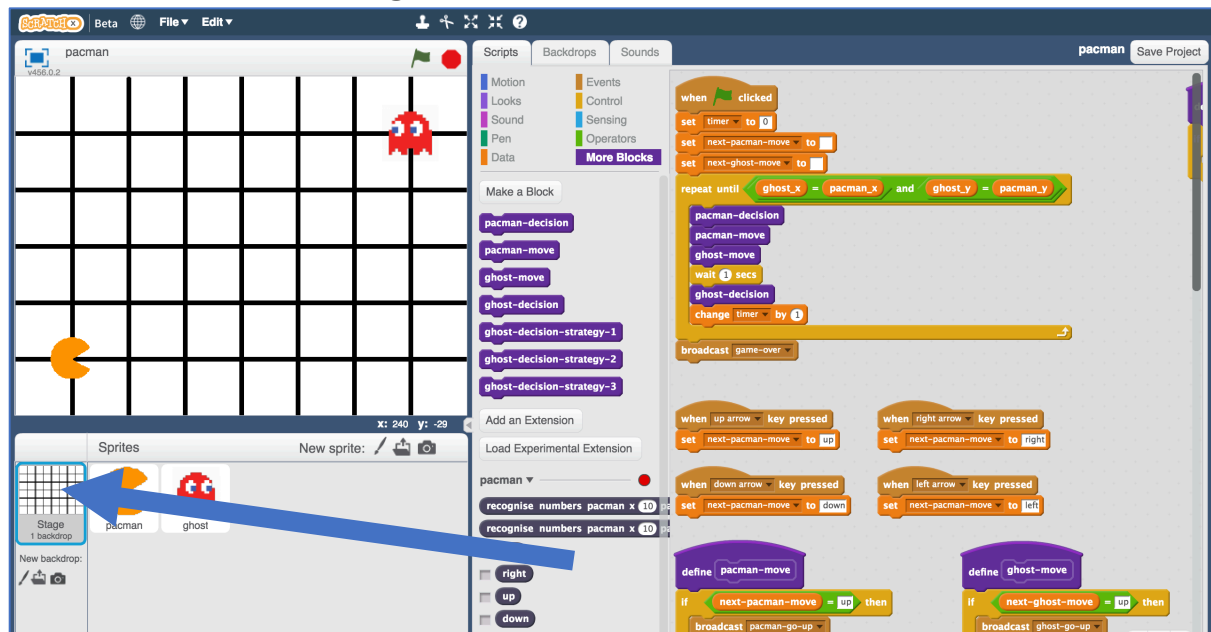 SCRATCHX Beta File ▾ Edit ▾
pacman
v456.0.2
x: 240 y: -29
Sprites New sprite:
Stage
1 backdrop
pacman
ghost
New backdrop:
Scripts Backdrops Sounds
Motion Events
Looks Control
Sound Sensing
Pen Operators
Data More Blocks
Make a Block
pacman-decision
pacman-move
ghost-move
ghost-decision
ghost-decision-strategy-1
ghost-decision-strategy-2
ghost-decision-strategy-3
Add an Extension
Load Experimental Extension
pacman ▾
recognise numbers pacman x 10 pa
recognise numbers pacman x 10 pa
right
up
down
pacman Save Project
when clicked
set timer to 0
set next-pacman-move to
set next-ghost-move to
repeat until ghost_x = pacman_x and ghost_y = pacman_y
pacman-decision
pacman-move
ghost-move
wait 1 secs
ghost-decision
change timer by 1
broadcast game-over
when up arrow key pressed
set next-pacman-move to up
when right arrow key pressed
set next-pacman-move to right
when down arrow key pressed
set next-pacman-move to down
when left arrow key pressed
set next-pacman-move to left
define pacman-move
if next-pacman-move = up then
broadcast pacman-go-up
define ghost-move
if next-ghost-move = up then
broadcast ghost-go-up